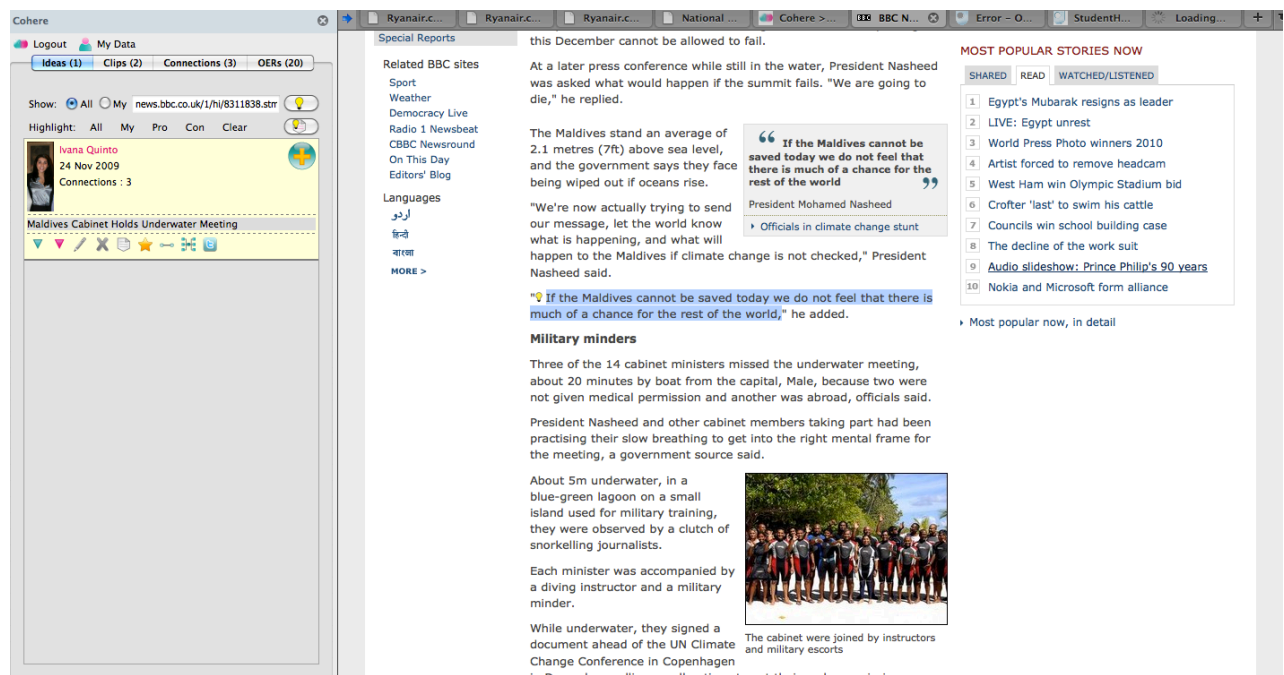 Cohere
Ryanair.c...
Ryanair.c...
Ryanair.c...
National ...
Cohere >...
BBC BBC N...
Error – O...
StudentH...
Loading...
Logout My Data
Ideas (1) Clips (2) Connections (3) OERs (20)
Show: All My news.bbc.co.uk/1/hi/8311838.stm
Highlight: All My Pro Con Clear
Ivana Quinto
24 Nov 2009
Connections : 3
Maldives Cabinet Holds Underwater Meeting
Special Reports
Related BBC sites
Sport
Weather
Democracy Live
Radio 1 Newsbeat
CBBC Newsround
On This Day
Editors' Blog
Languages
اردو
हिन्दी
বাংলা
MORE >
this December cannot be allowed to fail.
At a later press conference while still in the water, President Nasheed
was asked what would happen if the summit fails. "We are going to
die," he replied.
The Maldives stand an average of
2.1 metres (7ft) above sea level,
and the government says they face
being wiped out if oceans rise.
"We're now actually trying to send
our message, let the world know
what is happening, and what will
happen to the Maldives if climate change is not checked," President
Nasheed said.
"If the Maldives cannot be saved today we do not feel that there is
much of a chance for the rest of the world," he added.
Military minders
Three of the 14 cabinet ministers missed the underwater meeting,
about 20 minutes by boat from the capital, Male, because two were
not given medical permission and another was abroad, officials said.
President Nasheed and other cabinet members taking part had been
practising their slow breathing to get into the right mental frame for
the meeting, a government source said.
About 5m underwater, in a
blue-green lagoon on a small
island used for military training,
they were observed by a clutch of
snorkelling journalists.
Each minister was accompanied by
a diving instructor and a military
minder.
While underwater, they signed a
document ahead of the UN Climate
Change Conference in Copenhagen
“ If the Maldives cannot be
saved today we do not feel that
there is much of a chance for the
rest of the world ”
President Mohamed Nasheed
Officials in climate change stunt
The cabinet were joined by instructors
and military escorts
MOST POPULAR STORIES NOW
SHARED READ WATCHED/LISTENED
1 Egypt's Mubarak resigns as leader
2 LIVE: Egypt unrest
3 World Press Photo winners 2010
4 Artist forced to remove headcam
5 West Ham win Olympic Stadium bid
6 Crofter 'last' to swim his cattle
7 Councils win school building case
8 The decline of the work suit
9 Audio slideshow: Prince Philip's 90 years
10 Nokia and Microsoft form alliance
Most popular now, in detail